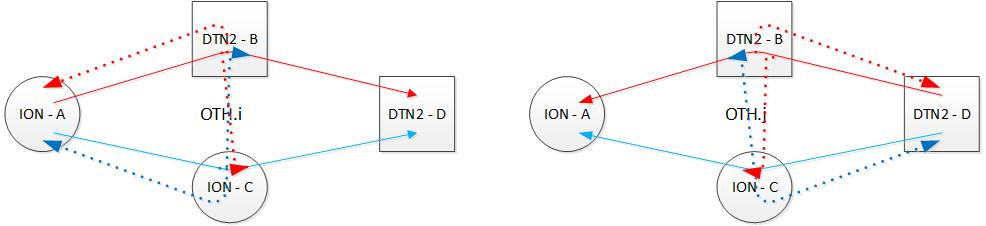 DTN2 - B
ION - A
OTH.i
DTN2 - D
ION - C
DTN2 - B
ION - A
OTH.j
DTN2 - D
ION - C